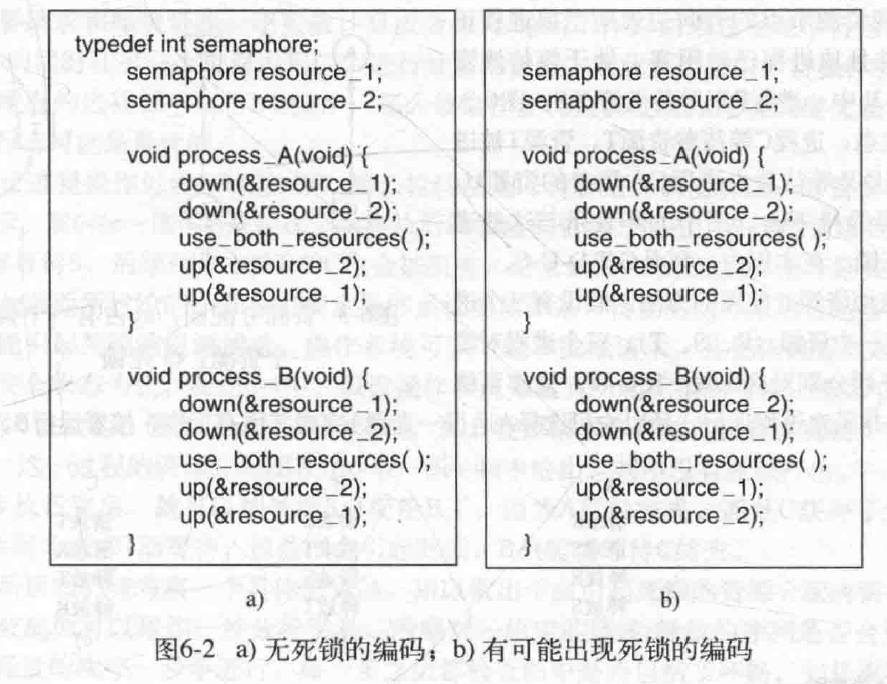 typedef int semaphore;
semaphore resource_1;
semaphore resource_2;
void process_A(void) {
down(&resource_1);
down(&resource_2);
use_both_resources( );
up(&resource_2);
up(&resource_1);
}
void process_B(void) {
down(&resource_1);
down(&resource_2);
use_both_resources( );
up(&resource_2);
up(&resource_1);
}
a)
semaphore resource_1;
semaphore resource_2;
void process_A(void) {
down(&resource_1);
down(&resource_2);
use_both_resources( );
up(&resource_2);
up(&resource_1);
}
void process_B(void) {
down(&resource_2);
down(&resource_1);
use_both_resources( );
up(&resource_1);
up(&resource_2);
}
b)
图6-2 a) 无死锁的编码；b) 有可能出现死锁的编码